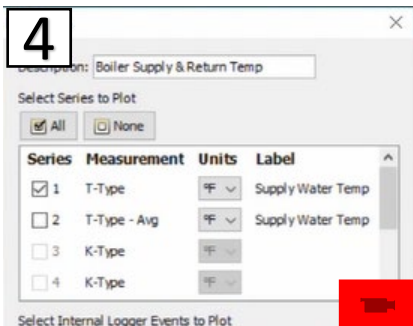 4
Description: Boiler Supply & Return Temp
Select Series to Plot
All None
Series Measurement Units Label
1 T-Type °F Supply Water Temp
2 T-Type - Avg °F Supply Water Temp
3 K-Type °F
4 K-Type °F
Select Internal Logger Events to Plot